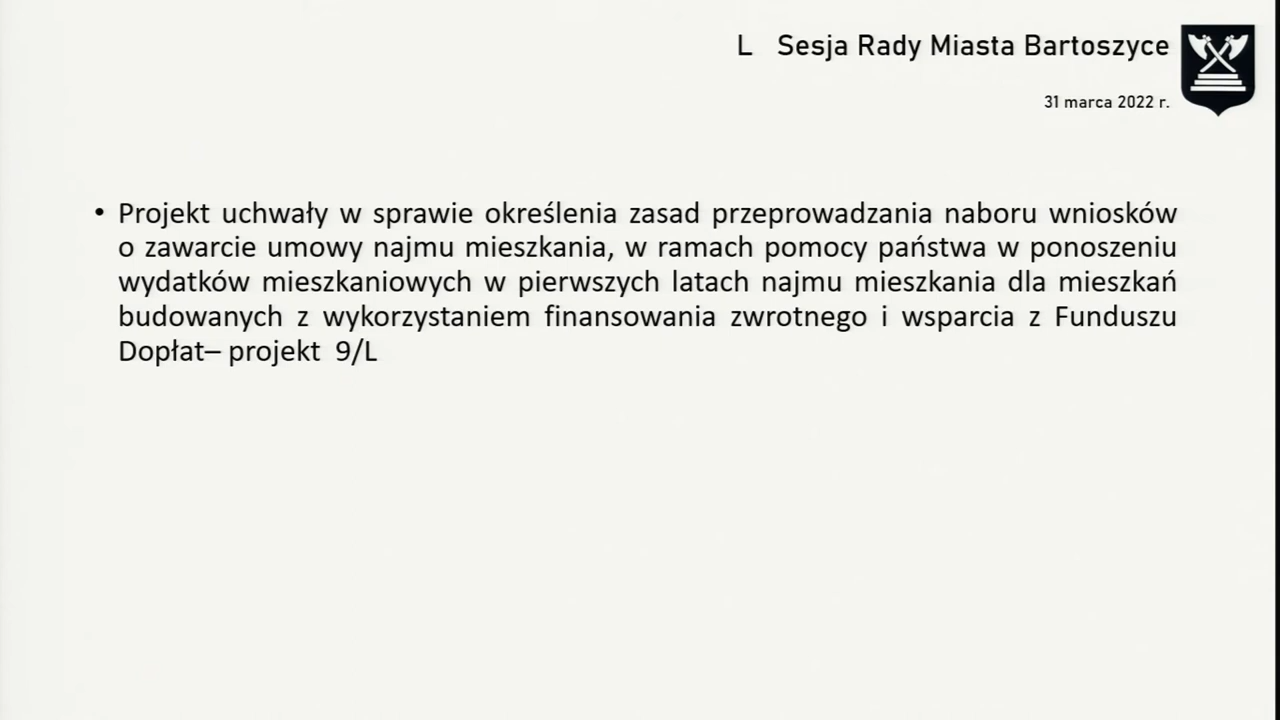 L Sesja Rady Miasta Bartoszyce
31 marca 2022 r.
• Projekt uchwały w sprawie określenia zasad przeprowadzania naboru wniosków
o zawarcie umowy najmu mieszkania, w ramach pomocy państwa w ponoszeniu
wydatków mieszkaniowych w pierwszych latach najmu mieszkania dla mieszkań
budowanych z wykorzystaniem finansowania zwrotnego i wsparcia z Funduszu
Dopłat– projekt 9/L